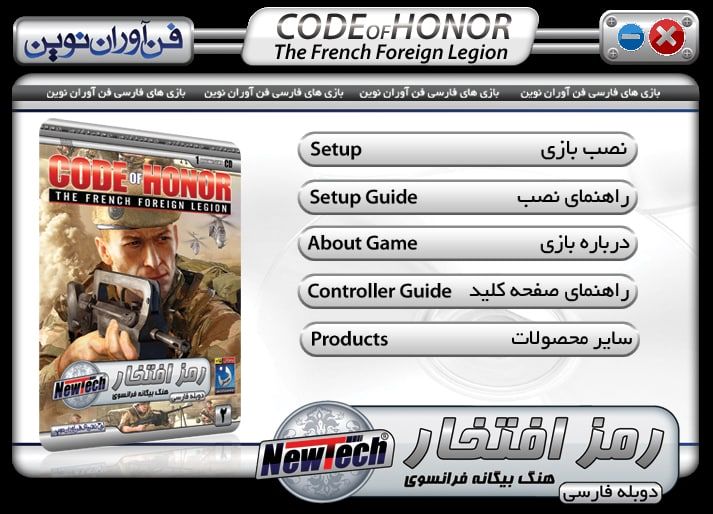 فن‌آوران نوین
CODE OF HONOR
The French Foreign Legion
بازی های فارسی فن آوران نوین بازی های فارسی فن آوران نوین بازی های فارسی فن آوران نوین بازی های فارسی فن آوران نوین
1 CD
CODE OF HONOR
THE FRENCH FOREIGN LEGION
NewTech
رمز افتخار
هنگ بیگانه فرانسوی
دوبله فارسی
۲
Setup نصب بازی
Setup Guide راهنمای نصب
About Game درباره بازی
Controller Guide راهنمای صفحه کلید
Products سایر محصولات
NewTech®
رمز افتخار
هنگ بیگانه فرانسوی
دوبله فارسی